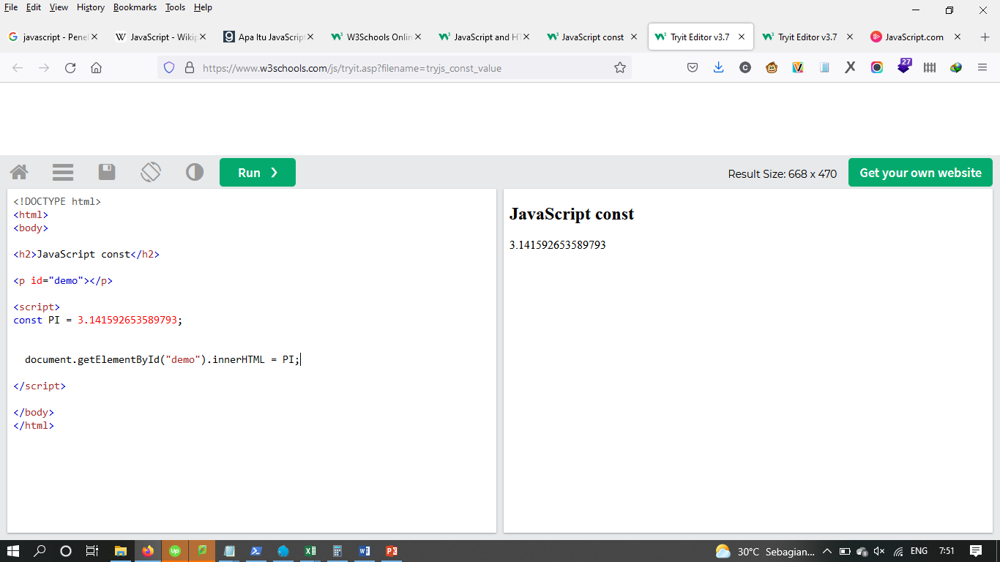 File Edit View History Bookmarks Tools Help
javascript - Pene
JavaScript - Wikip
Apa Itu JavaScrip
W3Schools Onlin
JavaScript and HT
JavaScript const
Tryit Editor v3.7
Tryit Editor v3.7
JavaScript.com
https://www.w3schools.com/js/tryit.asp?filename=tryjs_const_value
27
Run
Result Size: 668 x 470
Get your own website
<!DOCTYPE html>
<html>
<body>
<h2>JavaScript const</h2>
<p id="demo"></p>
<script>
const PI = 3.141592653589793;
document.getElementById("demo").innerHTML = PI;
</script>
</body>
</html>
JavaScript const
3.141592653589793
30°C Sebagian...
ENG
7:51